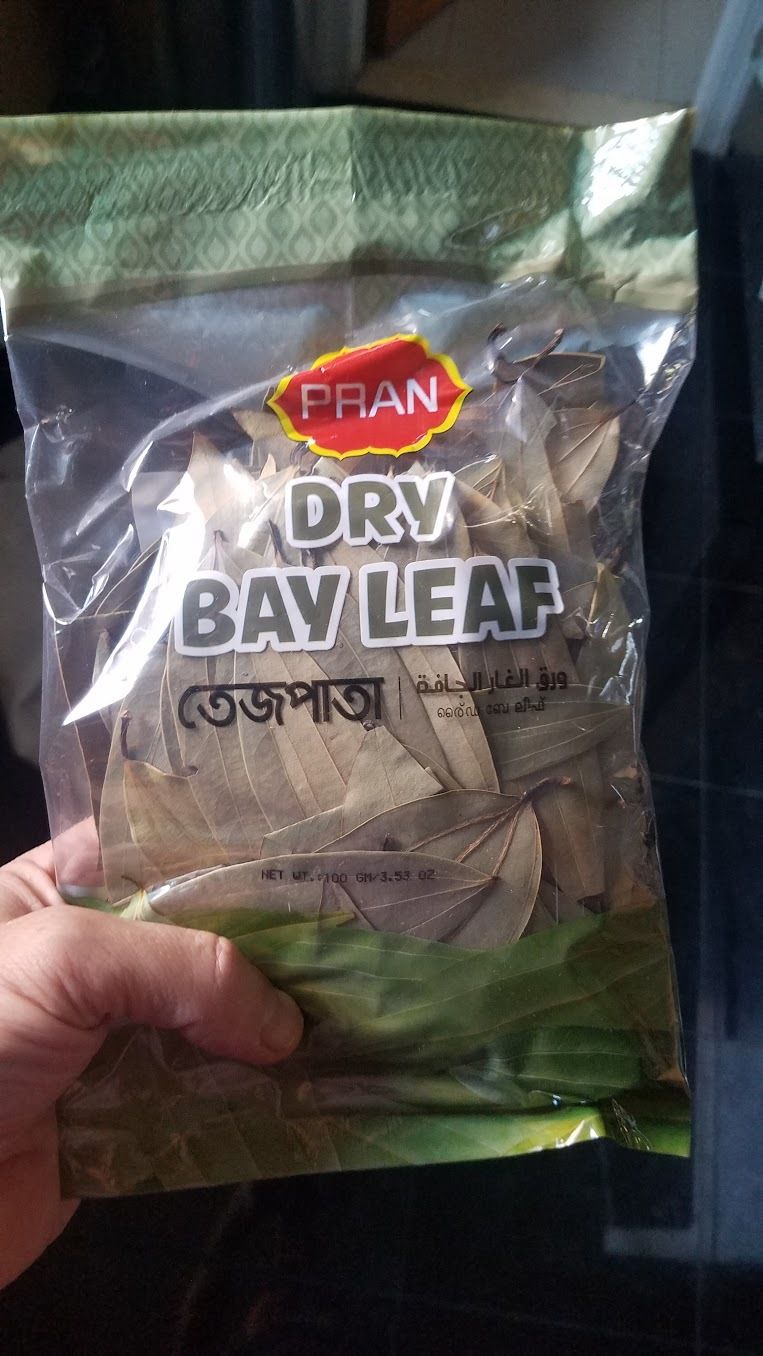 PRAN
DRY
BAY LEAF
তেজপাতা
ورق الغار الجافة
ഡ്രൈഡ് ബേ ലീഫ്
NET WT.:100 GM/3.53 OZ